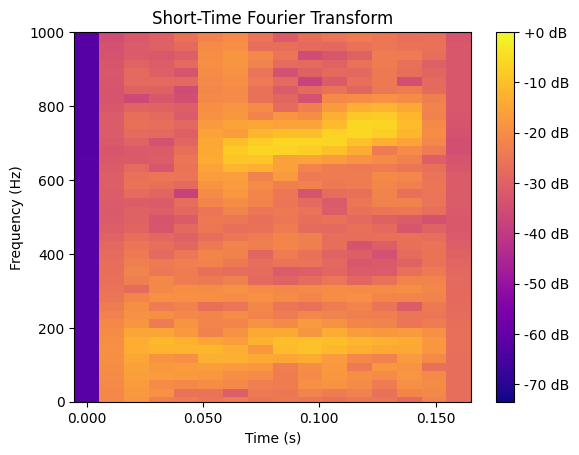 Short-Time Fourier Transform
1000
800
600
400
200
0
Frequency (Hz)
0.000
0.050
0.100
0.150
Time (s)
+0 dB
-10 dB
-20 dB
-30 dB
-40 dB
-50 dB
-60 dB
-70 dB